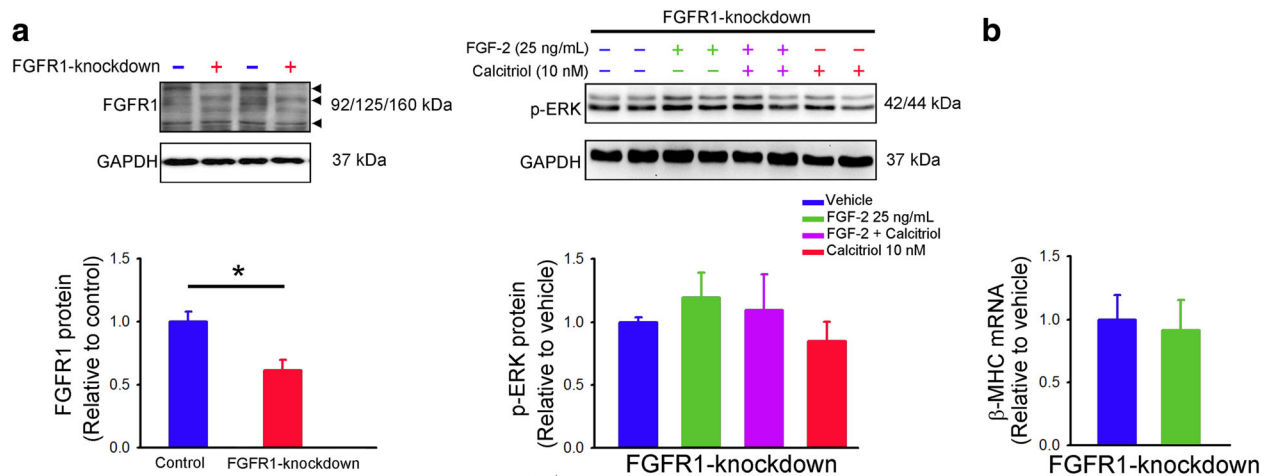 a
FGFR1-knockdown − + − +
FGFR1
92/125/160 kDa
GAPDH
37 kDa
FGFR1 protein
(Relative to control)
1.5
1.0
0.5
0.0
*
Control
FGFR1-knockdown
FGFR1-knockdown
FGF-2 (25 ng/mL) − − + + + + − −
Calcitriol (10 nM) − − − − + + + +
p-ERK
42/44 kDa
GAPDH
37 kDa
Vehicle
FGF-2 25 ng/mL
FGF-2 + Calcitriol
Calcitriol 10 nM
p-ERK protein
(Relative to vehicle)
1.5
1.0
0.5
0.0
FGFR1-knockdown
b
β-MHC mRNA
(Relative to vehicle)
1.5
1.0
0.5
0.0
FGFR1-knockdown